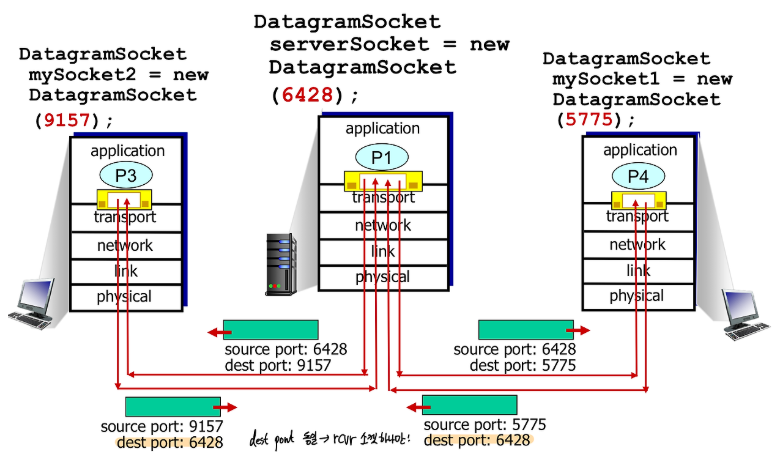 DatagramSocket
mySocket2 = new
DatagramSocket
(9157);
DatagramSocket
serverSocket = new
DatagramSocket
(6428);
DatagramSocket
mySocket1 = new
DatagramSocket
(5775);
application
P3
transport
network
link
physical
application
P1
transport
network
link
physical
application
P4
transport
network
link
physical
source port: 6428
dest port: 9157
source port: 6428
dest port: 5775
source port: 9157
dest port: 6428
source port: 5775
dest port: 6428
dest port 동일 → rcvr 소켓 하나만!